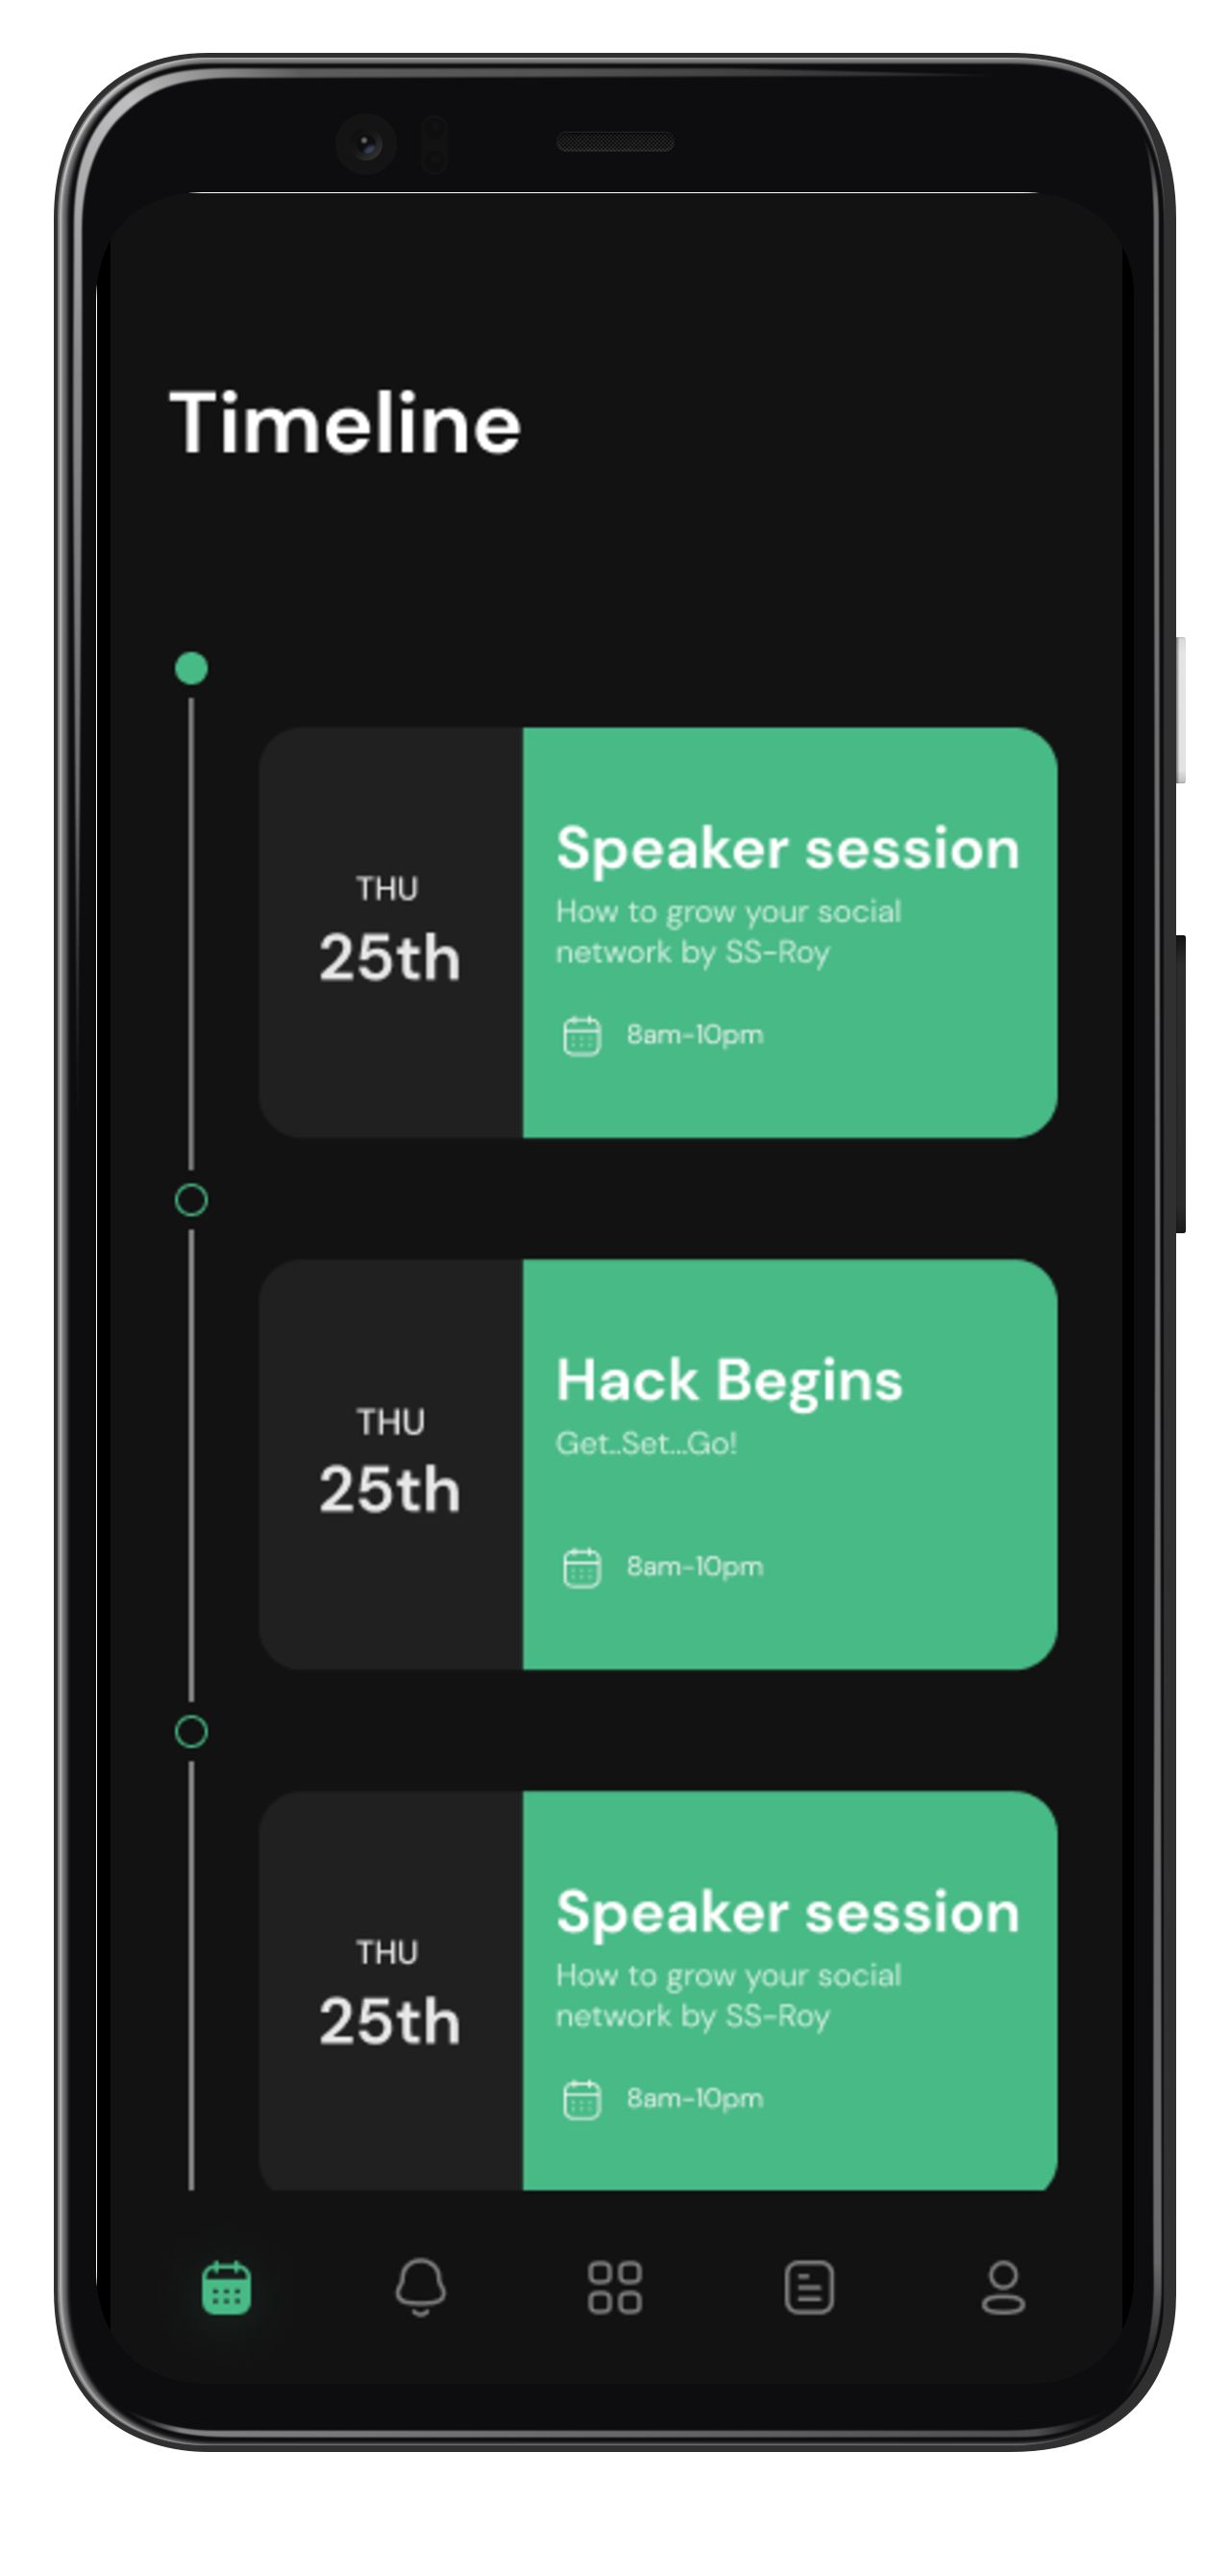 Timeline
THU
25th
Speaker session
How to grow your social
network by SS-Roy
8am-10pm
THU
25th
Hack Begins
Get..Set...Go!
8am-10pm
THU
25th
Speaker session
How to grow your social
network by SS-Roy
8am-10pm